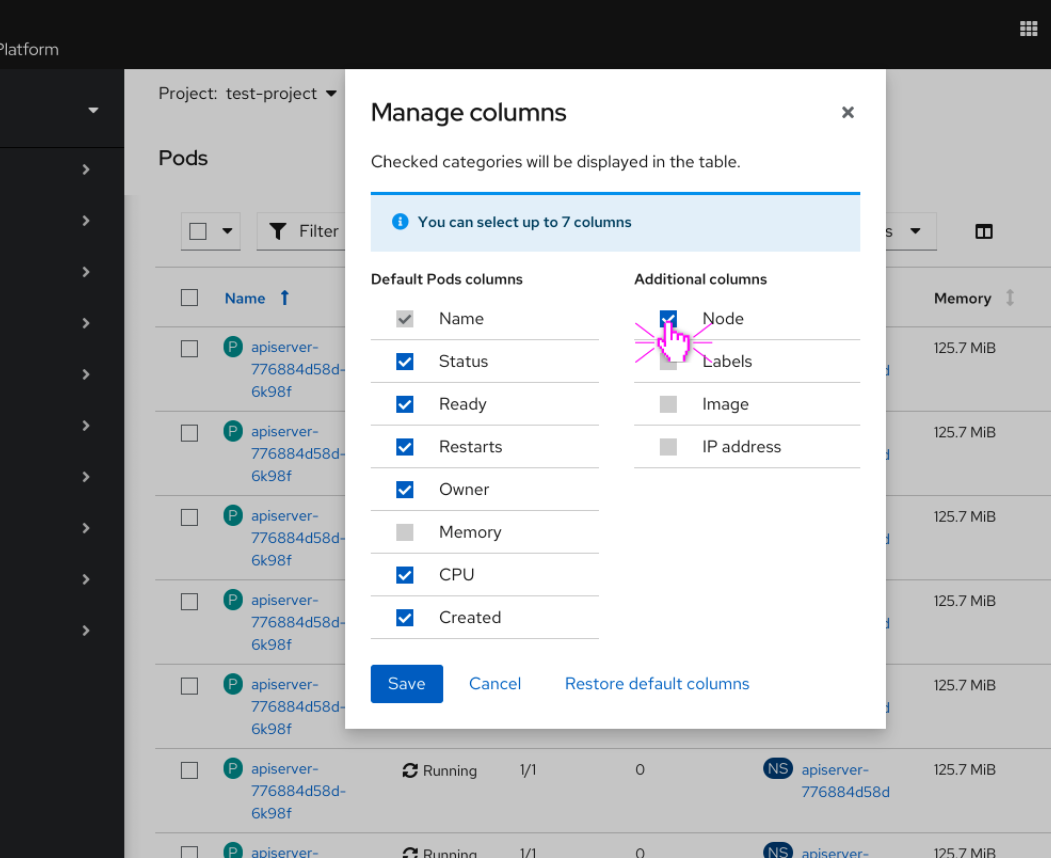 Platform
Project: test-project
Manage columns
Pods
Checked categories will be displayed in the table.
You can select up to 7 columns
Filter
s
Default Pods columns
Additional columns
Name
Memory
Name
Node
Status
Labels
Ready
Image
Restarts
IP address
Owner
Memory
CPU
Created
Save Cancel Restore default columns
P apiserver-
776884d58d-
6k98f
125.7 MiB
P apiserver-
776884d58d-
6k98f
125.7 MiB
P apiserver-
776884d58d-
6k98f
125.7 MiB
P apiserver-
776884d58d-
6k98f
125.7 MiB
P apiserver-
776884d58d-
6k98f
125.7 MiB
P apiserver-
776884d58d-
6k98f
Running 1/1 0 NS apiserver-
776884d58d
125.7 MiB
P apiserver-
Running 1/1 0 NS apiserver-
125.7 MiB